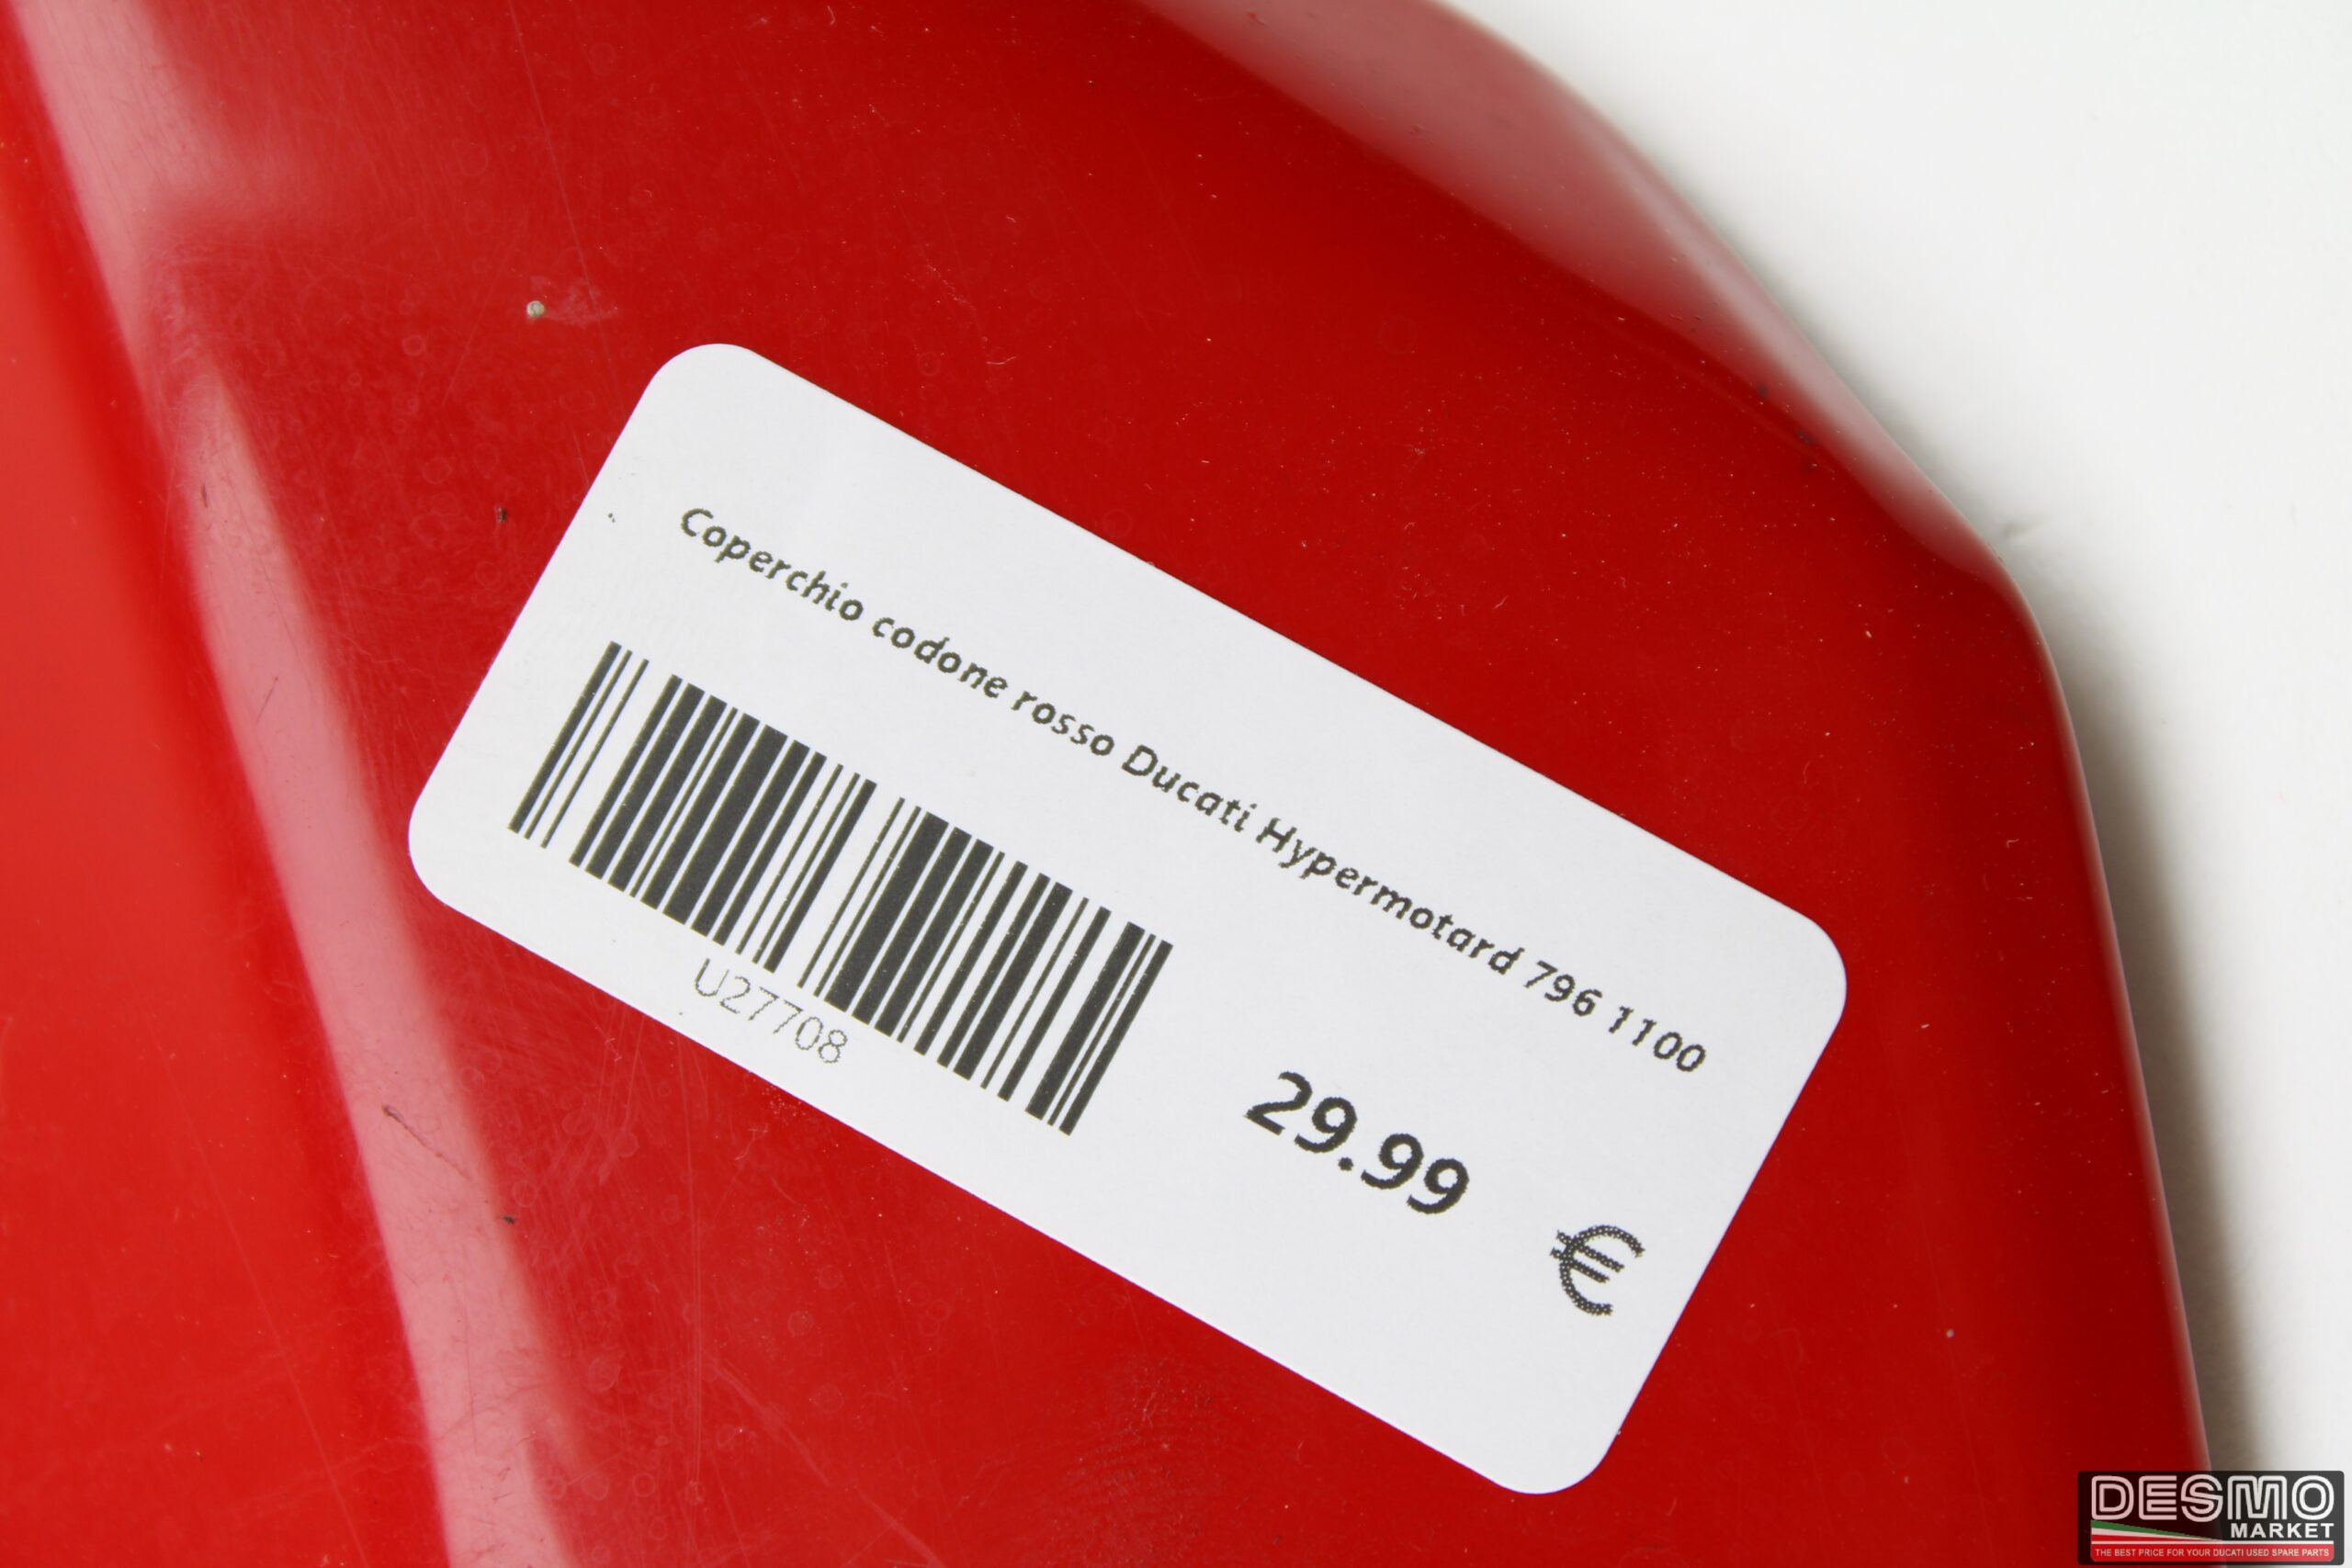 Coperchio codone rosso Ducati Hypermotard 796 1100
U27708
29.99 €
DESMO
MARKET
THE BEST PRICE FOR YOUR DUCATI USED SPARE PARTS